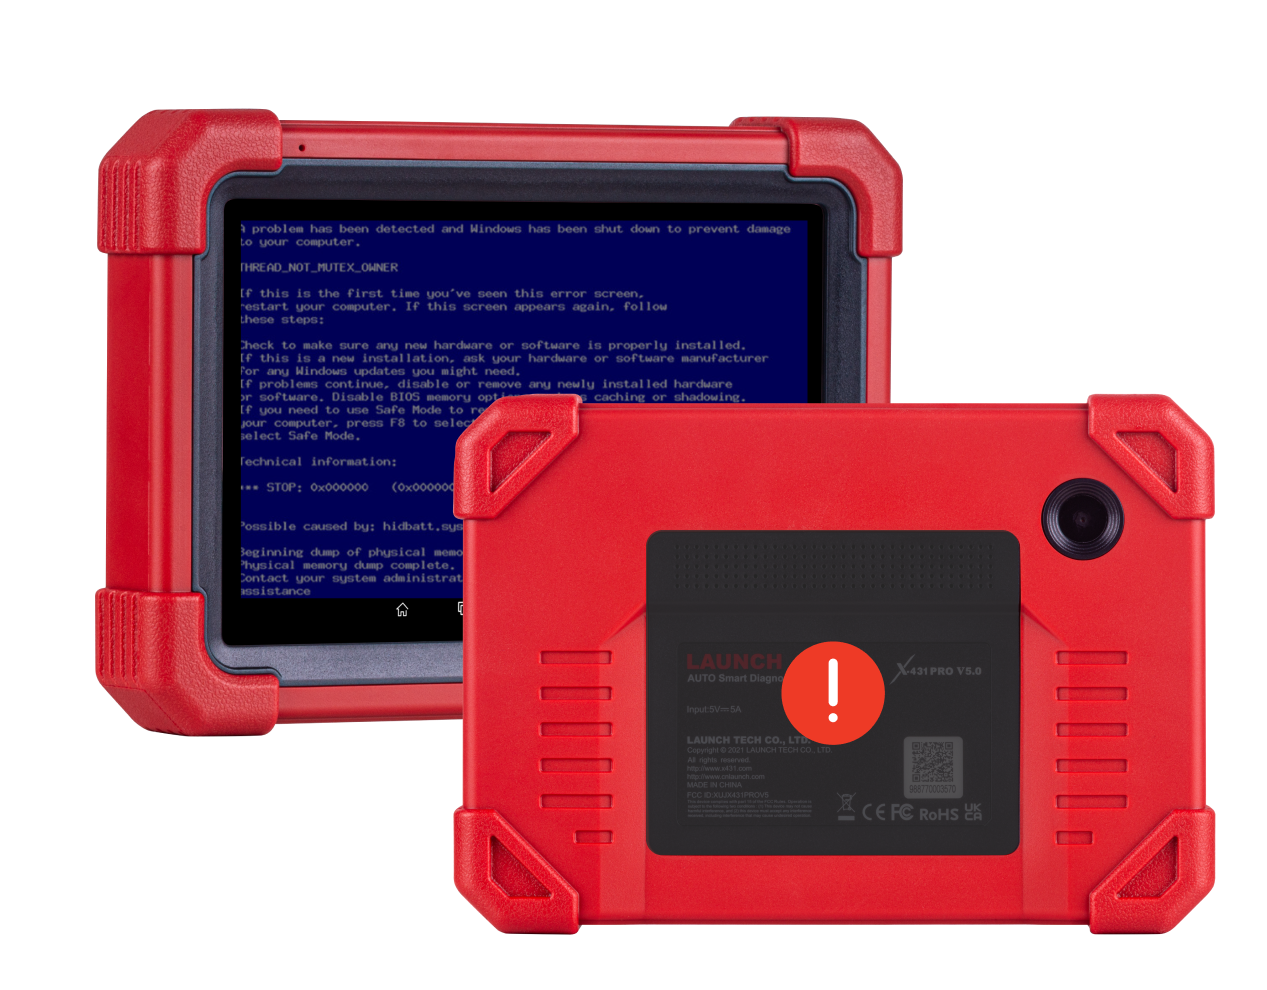 A problem has been detected and Windows has been shut down to prevent damage
to your computer.
THREAD_NOT_MUTEX_OWNER
If this is the first time you've seen this error screen,
restart your computer. If this screen appears again, follow
these steps:
Check to make sure any new hardware or software is properly installed.
If this is a new installation, ask your hardware or software manufacturer
for any Windows updates you might need.
If problems continue, disable or remove any newly installed hardware
or software. Disable BIOS memory caching or shadowing.
If you need to use Safe Mode to
your computer, press F8 to select
select Safe Mode.
Technical information:
*** STOP: 0x000000 (0x000000
Possible caused by: hidbatt.sys
Beginning dump of physical
Physical memory dump complete.
Contact your system
assistance
LAUNCH
X-431 PRO V5.0
AUTO Smart
Input:5V⎓5A
LAUNCH TECH CO., LTD.
Copyright © 2021 LAUNCH TECH CO., LTD.
All rights reserved.
http://www.x431.com
http://www.cnlaunch.com
MADE IN CHINA
FCC ID:XUJX431PROV5
988770003670
CE FC RoHS UK CA